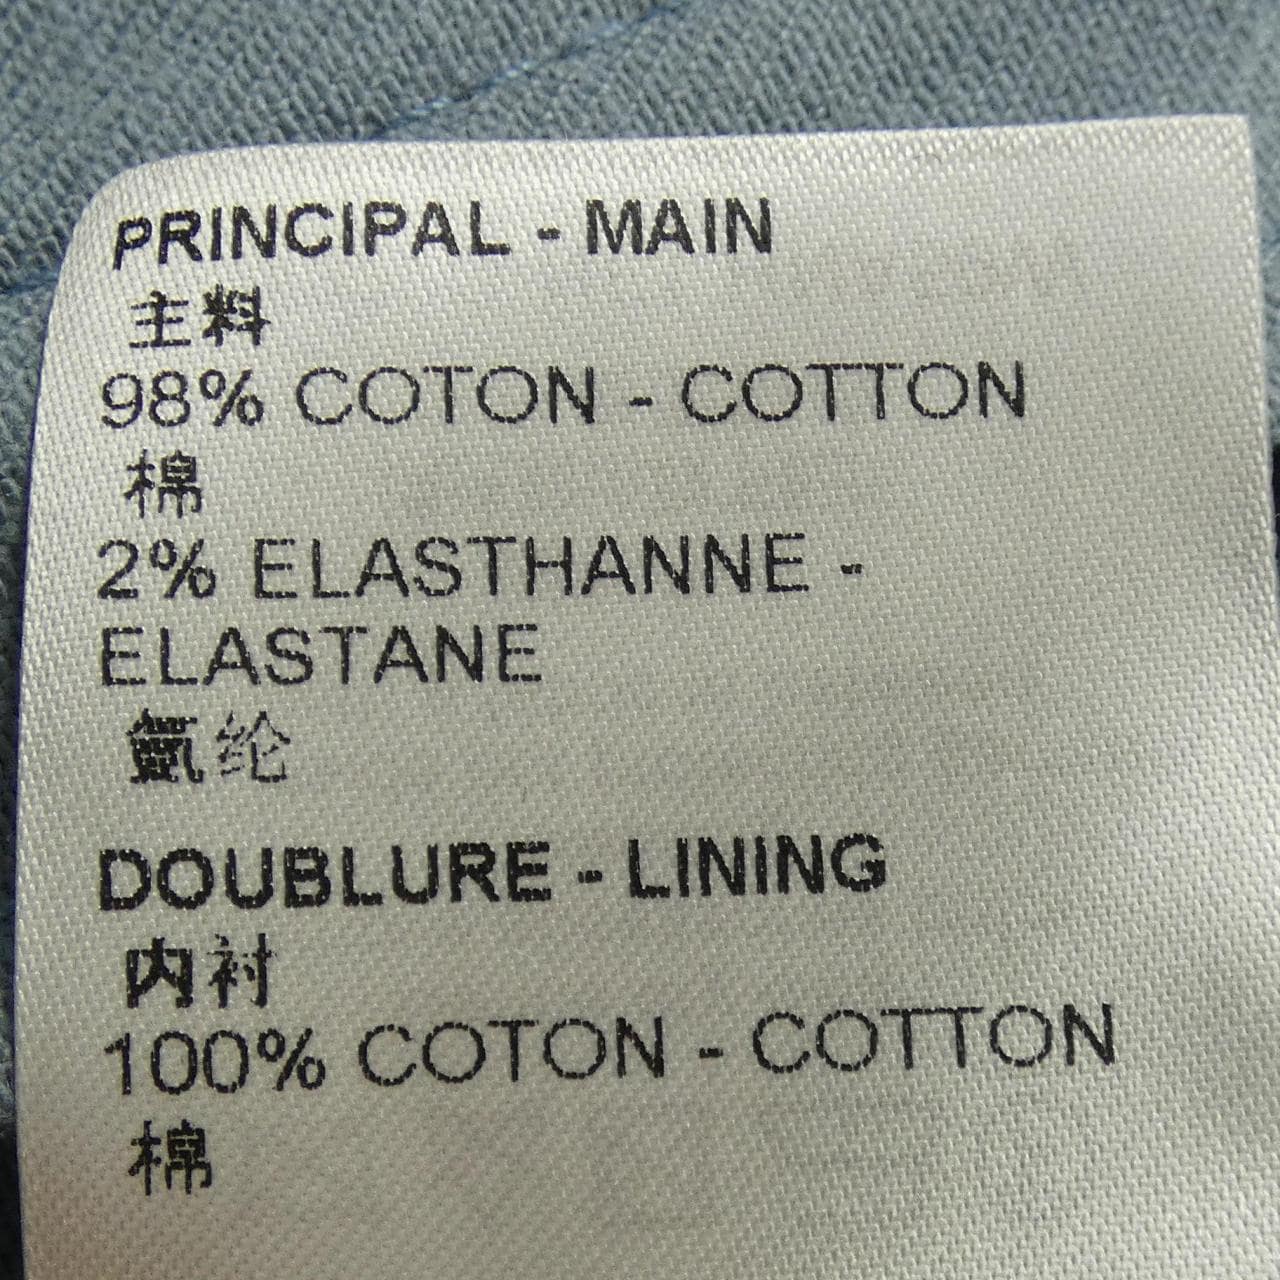 PRINCIPAL - MAIN
主料
98% COTON - COTTON
棉
2% ELASTHANNE -
ELASTANE
氨纶
DOUBLURE - LINING
内衬
100% COTON - COTTON
棉